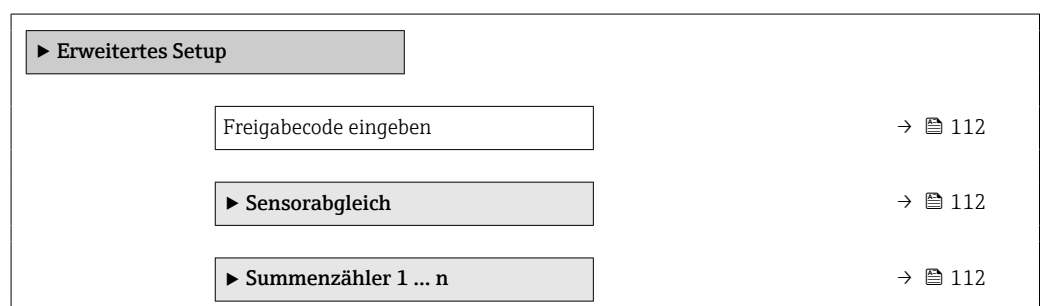 ▶ Erweitertes Setup
Freigabecode eingeben → 112
▶ Sensorabgleich → 112
▶ Summenzähler 1 … n → 112